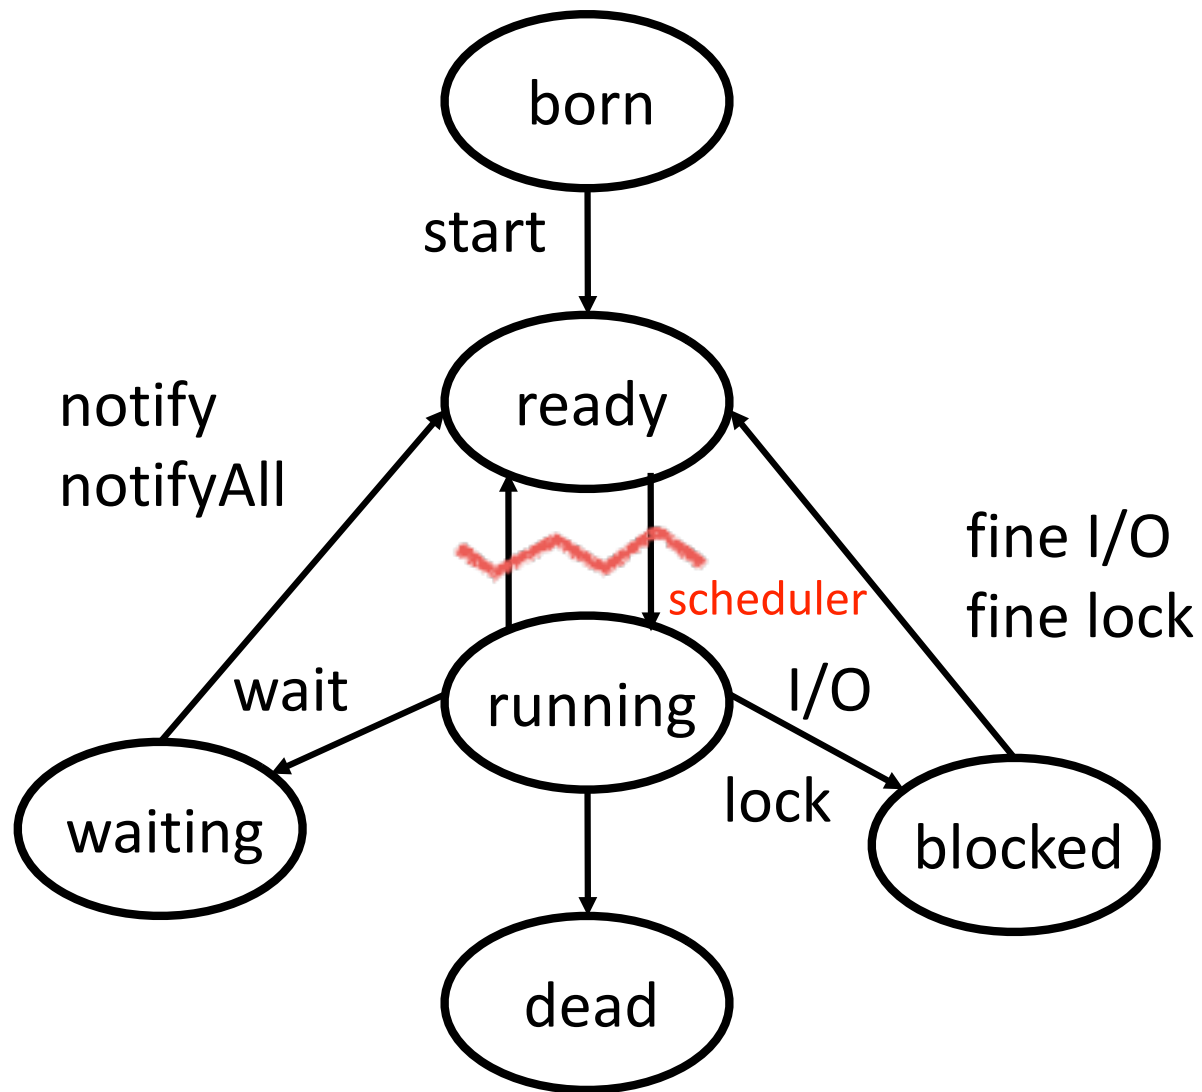 born
start
ready
notify
notifyAll
fine I/O
fine lock
scheduler
wait
running
I/O
lock
waiting
blocked
dead